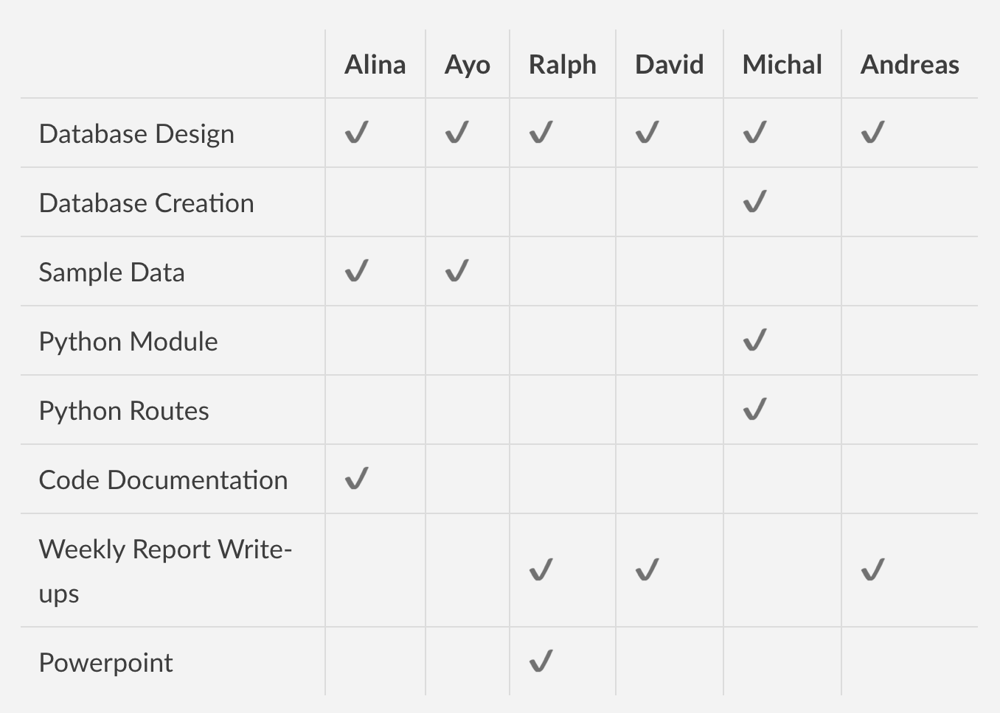 Alina Ayo Ralph David Michal Andreas
Database Design ✔ ✔ ✔ ✔ ✔ ✔
Database Creation ✔
Sample Data ✔ ✔
Python Module ✔
Python Routes ✔
Code Documentation ✔
Weekly Report Write-
ups ✔ ✔ ✔
Powerpoint ✔